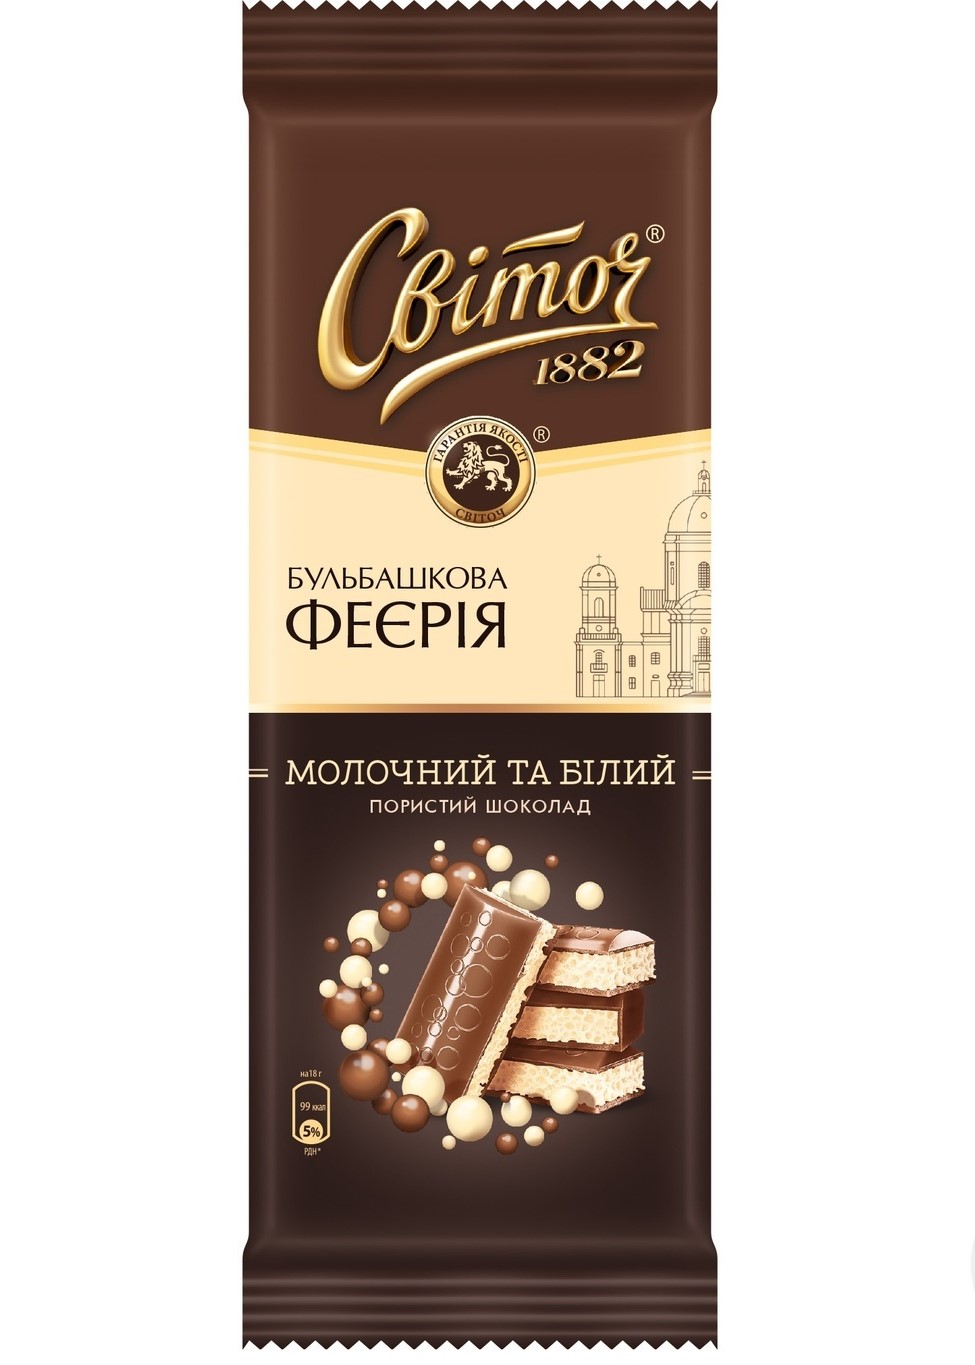 Світоч®
1882
ГАРАНТІЯ ЯКОСТІ ®
СВІТОЧ
БУЛЬБАШКОВА
ФЕЄРІЯ
МОЛОЧНИЙ ТА БІЛИЙ
ПОРИСТИЙ ШОКОЛАД
на 18 г
99 ккал
5%
РДН*